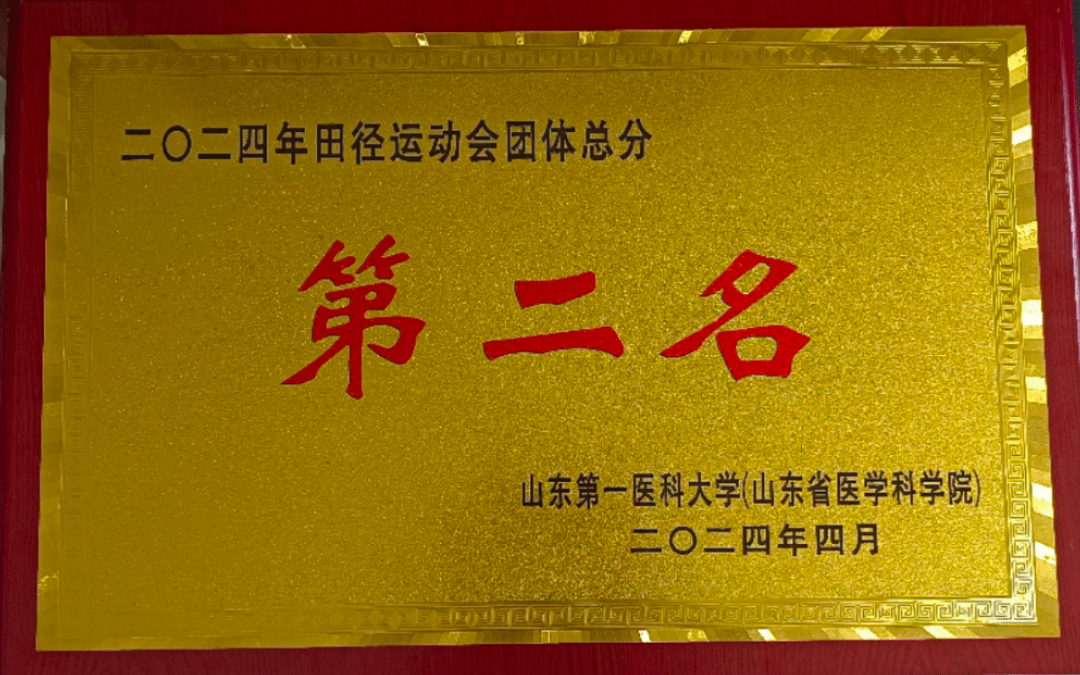 二〇二四年田径运动会团体总分
第二名
山东第一医科大学(山东省医学科学院)
二〇二四年四月